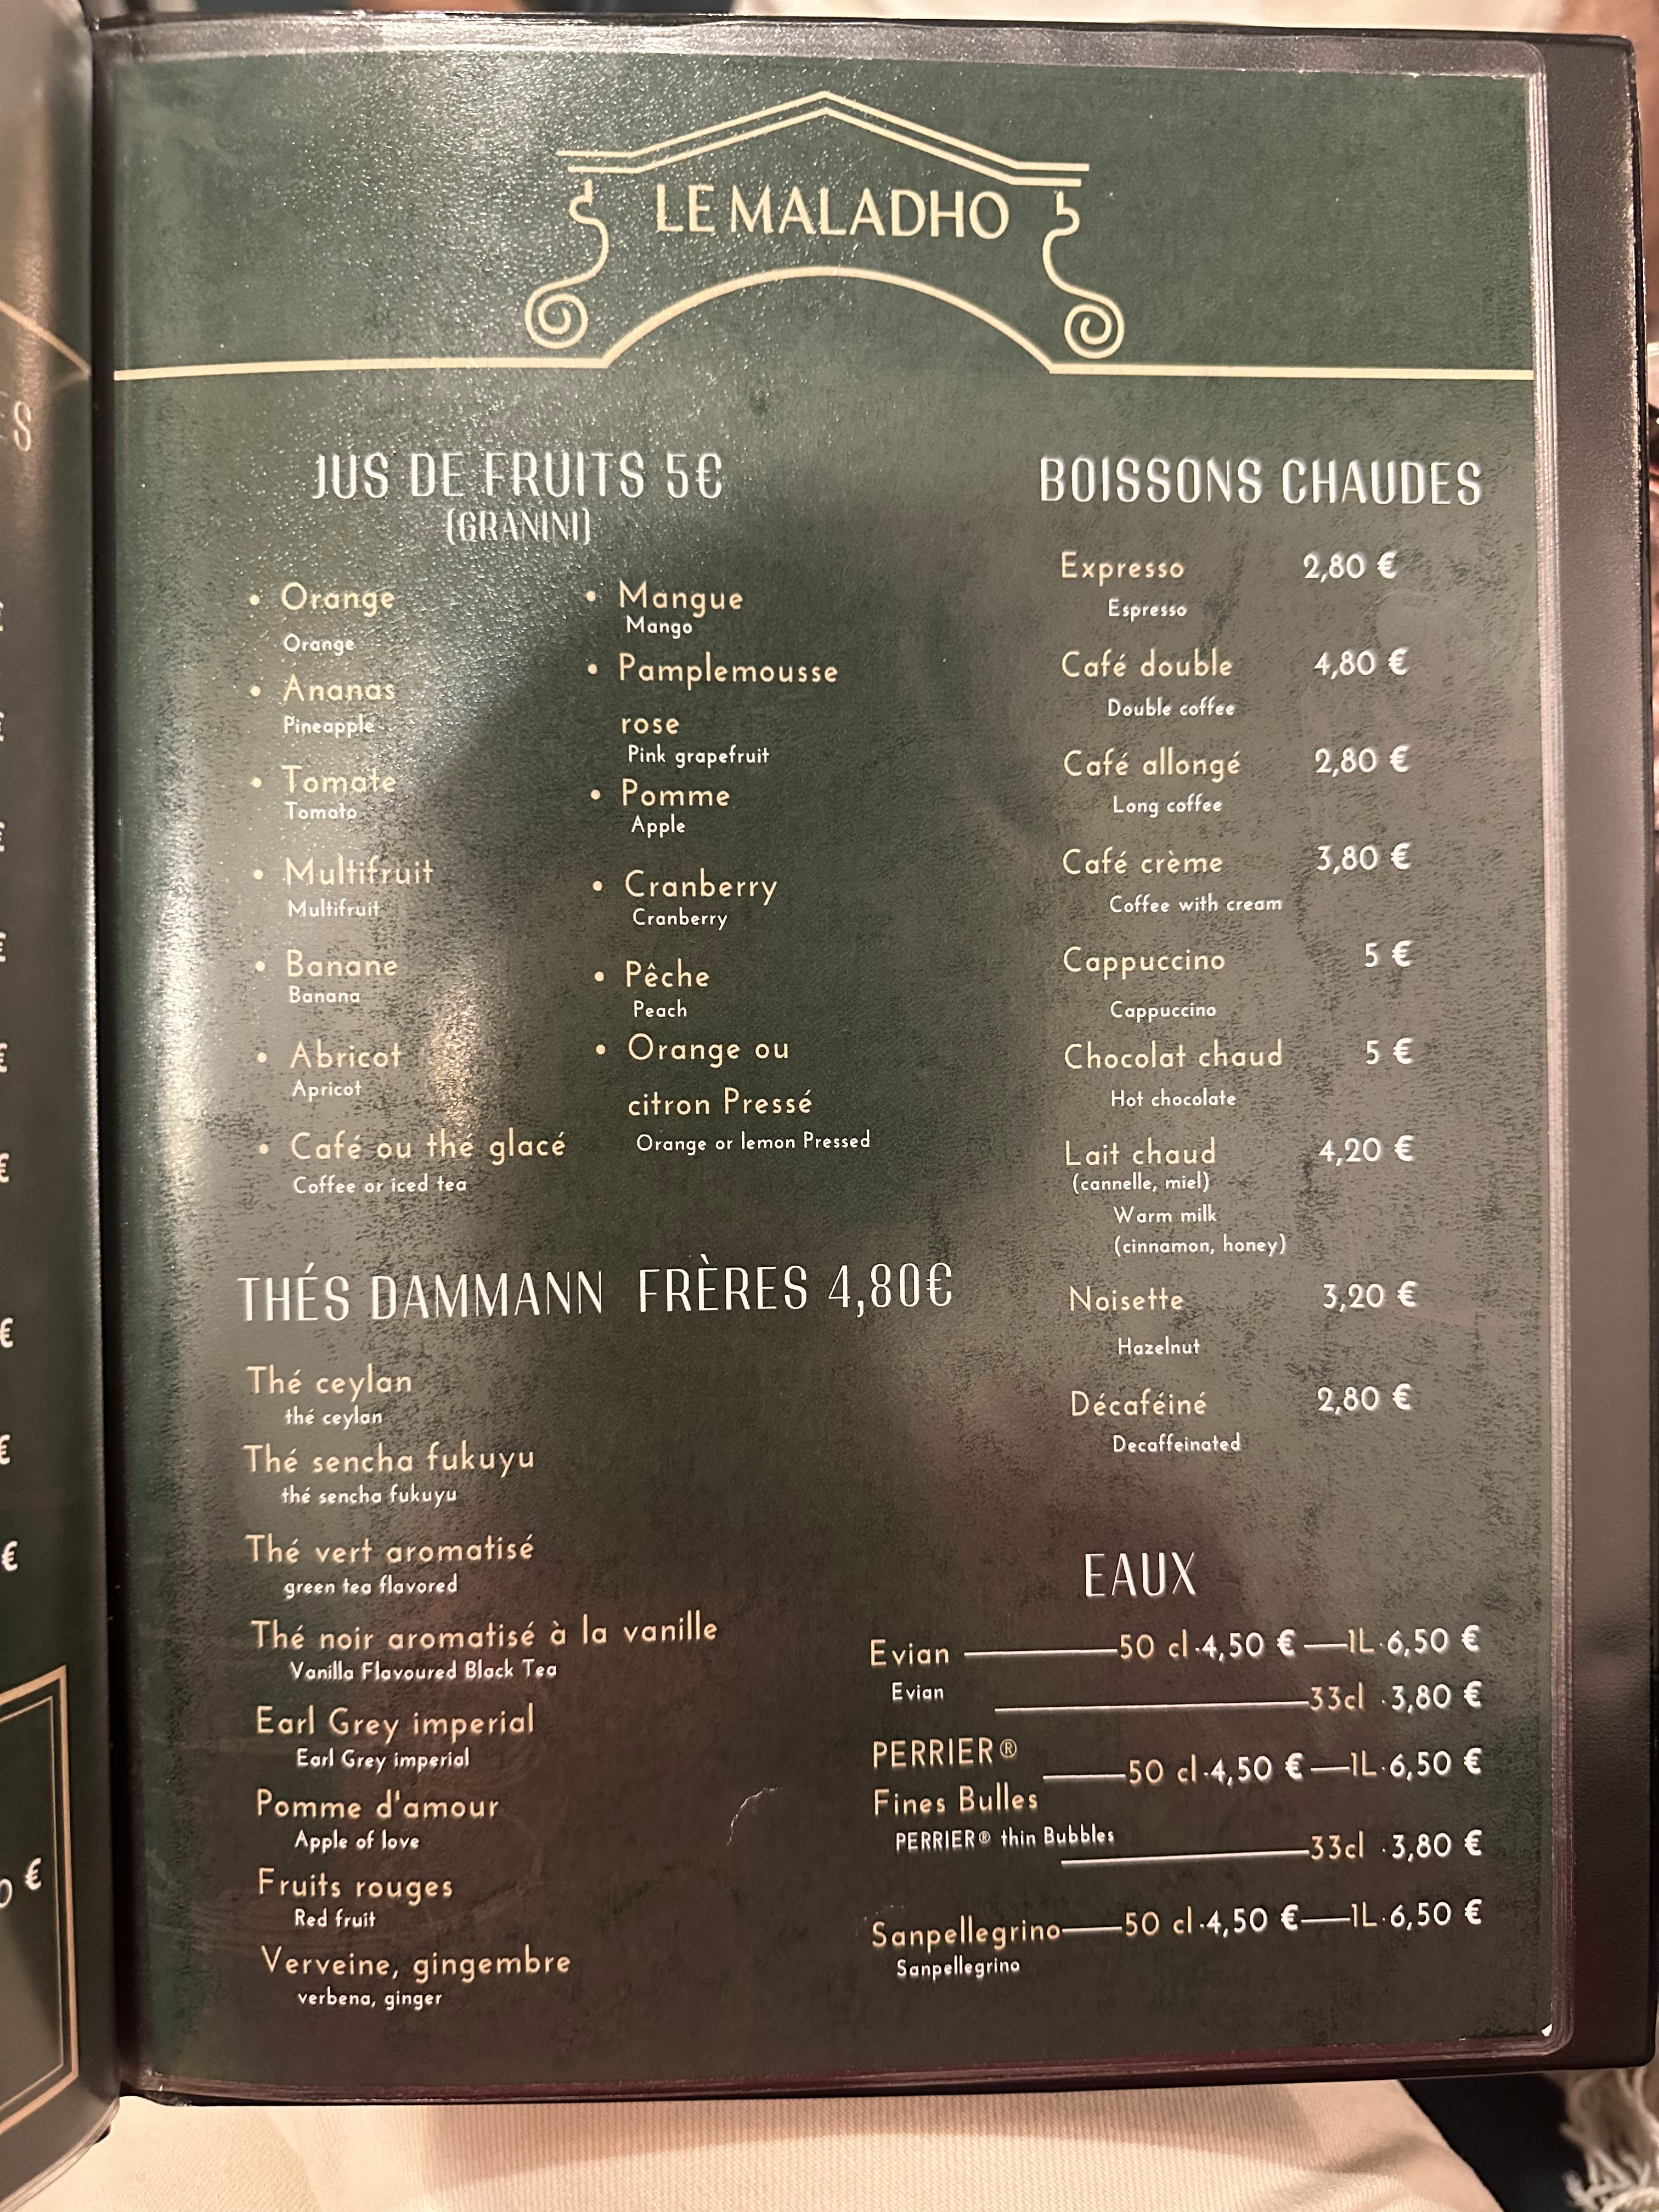 LE MALADHO
JUS DE FRUITS 5€
(GRANINI)
• Orange
Orange
• Ananas
Pineapple
• Tomate
Tomato
• Multifruit
Multifruit
• Banane
Banana
• Abricot
Apricot
• Café ou thé glacé
Coffee or iced tea
• Mangue
Mango
• Pamplemousse
rose
Pink grapefruit
• Pomme
Apple
• Cranberry
Cranberry
• Pêche
Peach
• Orange ou
citron Pressé
Orange or lemon Pressed
THÉS DAMMANN FRÈRES 4,80€
Thé ceylan
thé ceylan
Thé sencha fukuyu
thé sencha fukuyu
Thé vert aromatisé
green tea flavored
Thé noir aromatisé à la vanille
Vanilla Flavoured Black Tea
Earl Grey imperial
Earl Grey imperial
Pomme d'amour
Apple of love
Fruits rouges
Red fruit
Verveine, gingembre
verbena, ginger
BOISSONS CHAUDES
Expresso 2,80 €
Espresso
Café double 4,80 €
Double coffee
Café allongé 2,80 €
Long coffee
Café crème 3,80 €
Coffee with cream
Cappuccino 5 €
Cappuccino
Chocolat chaud 5 €
Hot chocolate
Lait chaud 4,20 €
(cannelle, miel)
Warm milk
(cinnamon, honey)
Noisette 3,20 €
Hazelnut
Décaféiné 2,80 €
Decaffeinated
EAUX
Evian 50 cl · 4,50 € 1L · 6,50 €
Evian 33cl · 3,80 €
PERRIER®
Fines Bulles 50 cl · 4,50 € 1L · 6,50 €
PERRIER® thin Bubbles 33cl · 3,80 €
Sanpellegrino 50 cl · 4,50 € 1L · 6,50 €
Sanpellegrino